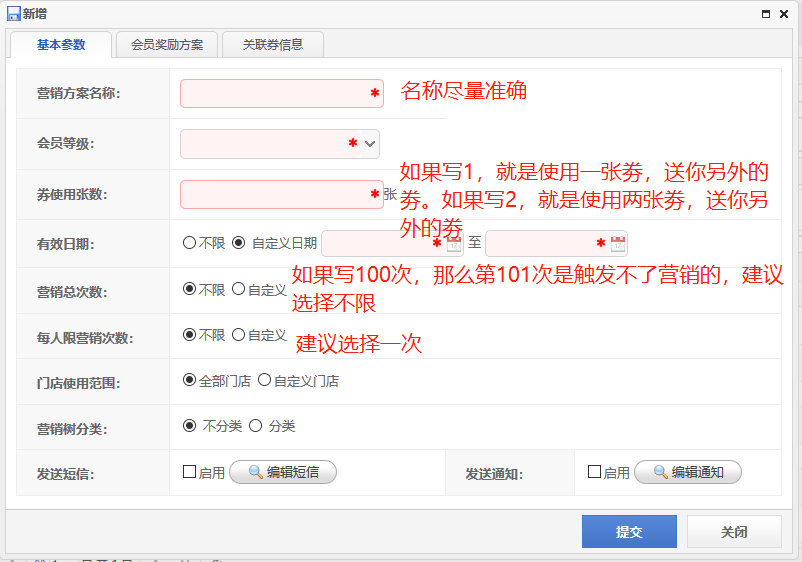 新增
基本参数 会员奖励方案 关联券信息
营销方案名称： * 名称尽量准确
会员等级： *
券使用张数： * 张
如果写1，就是使用一张劵，送你另外的
劵。如果写2，就是使用两张劵，送你另
外的劵
有效日期： 不限 自定义日期 * 至 *
营销总次数： 不限 自定义
如果写100次，那么第101次是触发不了营销的，建议
选择不限
每人限营销次数： 不限 自定义 建议选择一次
门店使用范围： 全部门店 自定义门店
营销树分类： 不分类 分类
发送短信： 启用 编辑短信 发送通知： 启用 编辑通知
提交 关闭